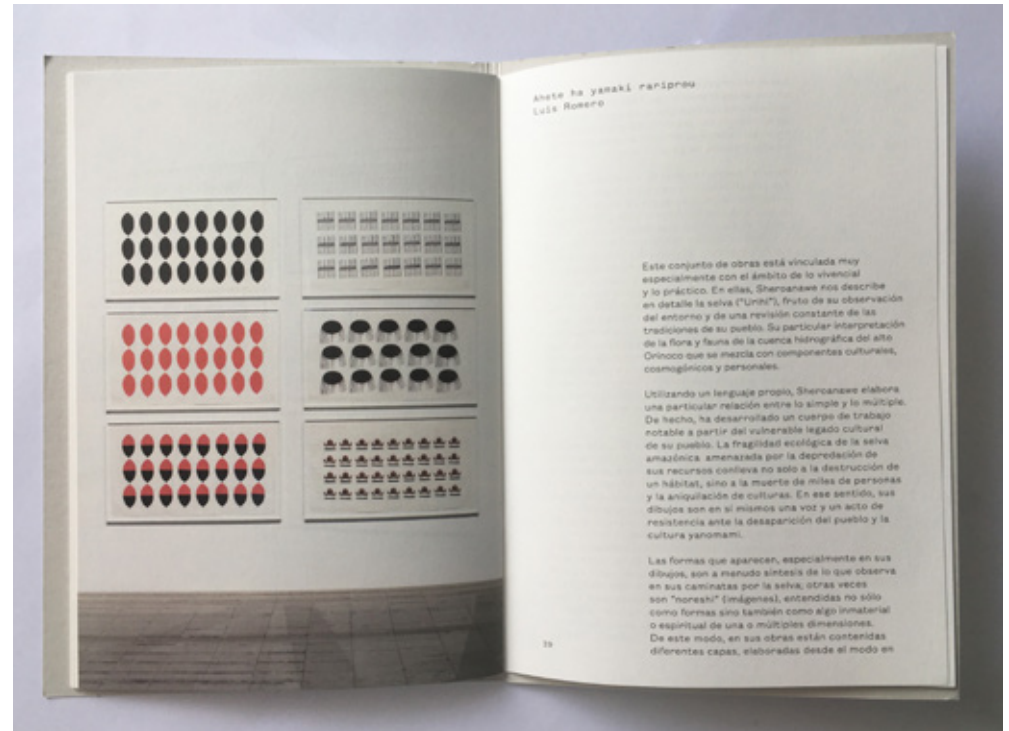 Ahete ha yamaki rariprou
Luis Romero
Este conjunto de obras está vinculada muy
especialmente con el ámbito de lo vivencial
y lo práctico. En ellas, Sheroanawe nos describe
en detalle la selva ("Urihi"), fruto de su observación
del entorno y de una revisión constante de las
tradiciones de su pueblo. Su particular interpretación
de la flora y fauna de la cuenca hidrográfica del alto
Orinoco que se mezcla con componentes culturales,
cosmogónicos y personales.
Utilizando un lenguaje propio, Sheroanawe elabora
una particular relación entre lo simple y lo múltiple.
De hecho, ha desarrollado un cuerpo de trabajo
notable a partir del vulnerable legado cultural
de su pueblo. La fragilidad ecológica de la selva
amazónica amenazada por la depredación de
sus recursos conlleva no solo a la destrucción de
un hábitat, sino a la muerte de miles de personas
y la aniquilación de culturas. En ese sentido, sus
dibujos son en sí mismos una voz y un acto de
resistencia ante la desaparición del pueblo y la
cultura yanomami.
Las formas que aparecen, especialmente en sus
dibujos, son a menudo síntesis de lo que observa
en sus caminatas por la selva; otras veces
son "noreshi" (imágenes), entendidas no sólo
como formas sino también como algo inmaterial
o espiritual de una o múltiples dimensiones.
De este modo, en sus obras están contenidas
diferentes capas, elaboradas desde el modo en